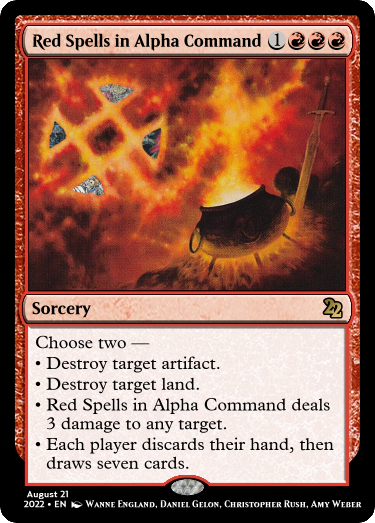 Red Spells in Alpha Command 1
Sorcery 22
Choose two —
• Destroy target artifact.
• Destroy target land.
• Red Spells in Alpha Command deals
3 damage to any target.
• Each player discards their hand, then
draws seven cards.
August 21
2022 • EN Wanne England, Daniel Gelon, Christopher Rush, Amy Weber